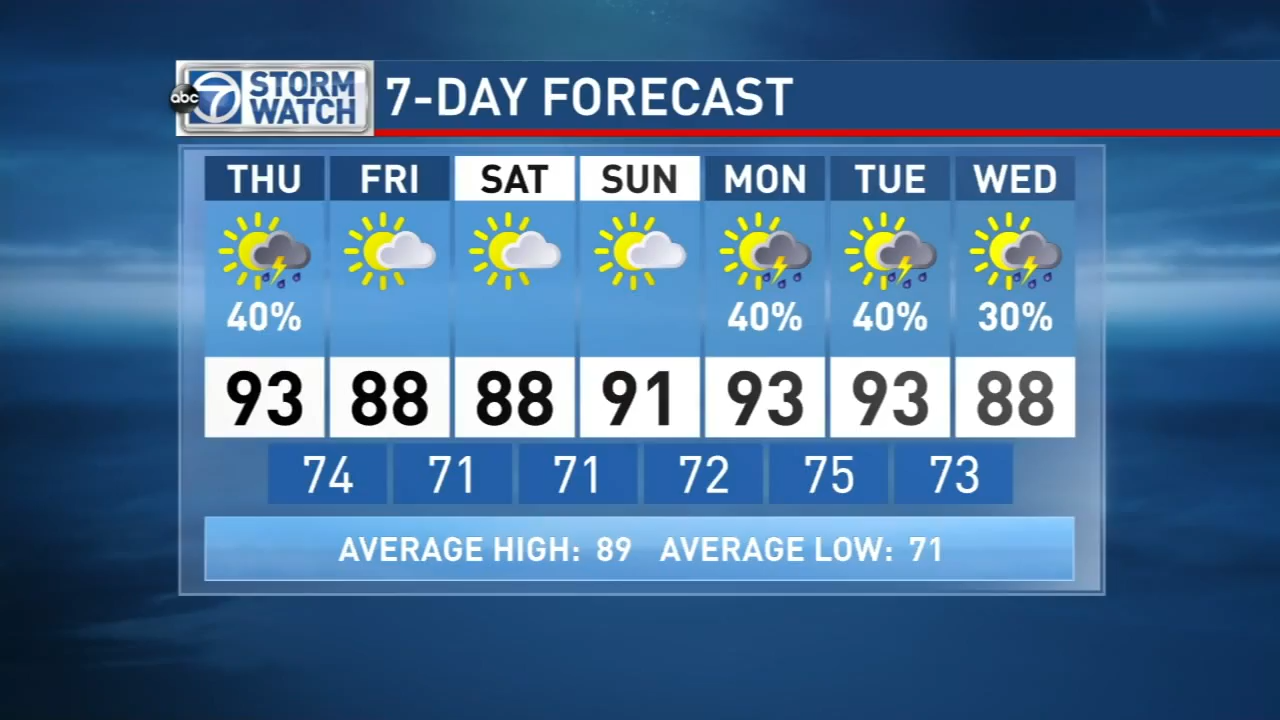 abc 7 STORM WATCH
7-DAY FORECAST
THU FRI SAT SUN MON TUE WED
40% 40% 40% 30%
93 88 88 91 93 93 88
74 71 71 72 75 73
AVERAGE HIGH: 89 AVERAGE LOW: 71